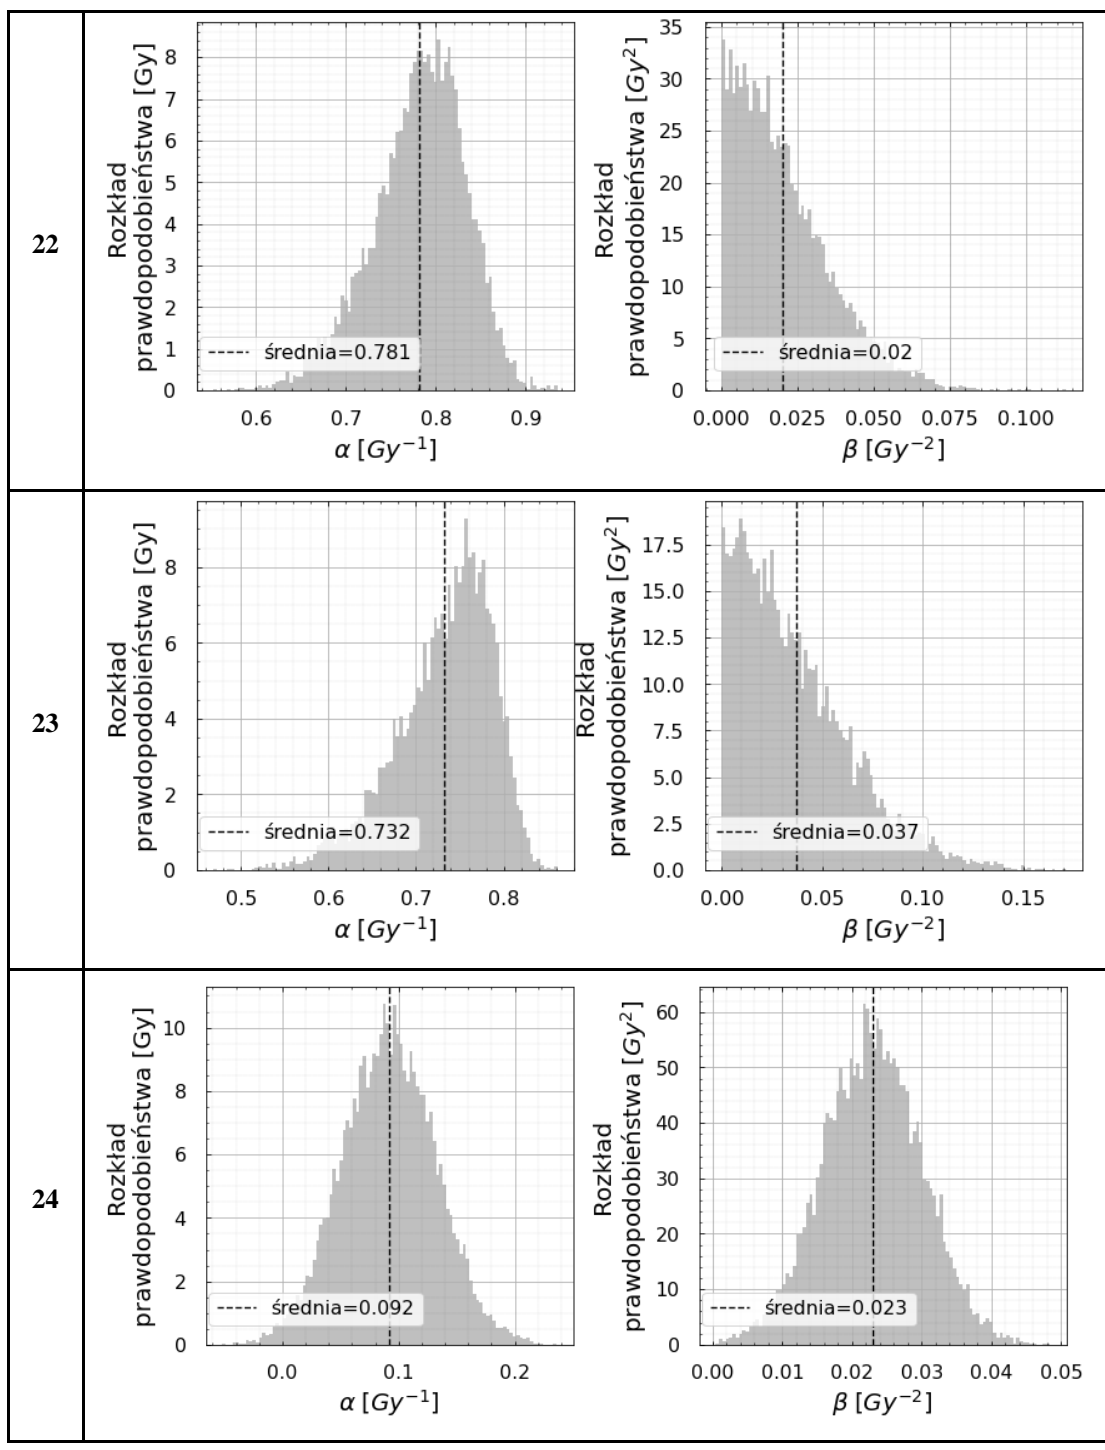 22
Rozkład
prawdopodobieństwa [Gy]
8
7
6
5
4
3
2
1
0
średnia=0.781
0.6 0.7 0.8 0.9
α [Gy⁻¹]
Rozkład
prawdopodobieństwa [Gy²]
35
30
25
20
15
10
5
0
średnia=0.02
0.000 0.025 0.050 0.075 0.100
β [Gy⁻²]
23
Rozkład
prawdopodobieństwa [Gy]
8
6
4
2
0
średnia=0.732
0.5 0.6 0.7 0.8
α [Gy⁻¹]
Rozkład
prawdopodobieństwa [Gy²]
17.5
15.0
12.5
10.0
7.5
5.0
2.5
0.0
średnia=0.037
0.00 0.05 0.10 0.15
β [Gy⁻²]
24
Rozkład
prawdopodobieństwa [Gy]
10
8
6
4
2
0
średnia=0.092
0.0 0.1 0.2
α [Gy⁻¹]
Rozkład
prawdopodobieństwa [Gy²]
60
50
40
30
20
10
0
średnia=0.023
0.00 0.01 0.02 0.03 0.04 0.05
β [Gy⁻²]